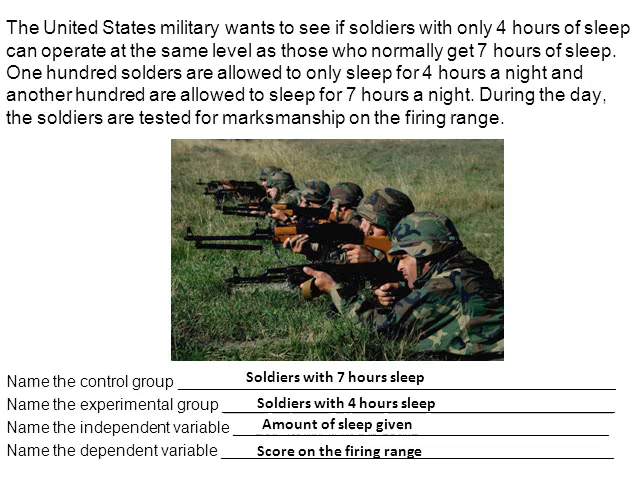 The United States military wants to see if soldiers with only 4 hours of sleep
can operate at the same level as those who normally get 7 hours of sleep.
One hundred solders are allowed to only sleep for 4 hours a night and
another hundred are allowed to sleep for 7 hours a night. During the day,
the soldiers are tested for marksmanship on the firing range.
Name the control group Soldiers with 7 hours sleep
Name the experimental group Soldiers with 4 hours sleep
Name the independent variable Amount of sleep given
Name the dependent variable Score on the firing range